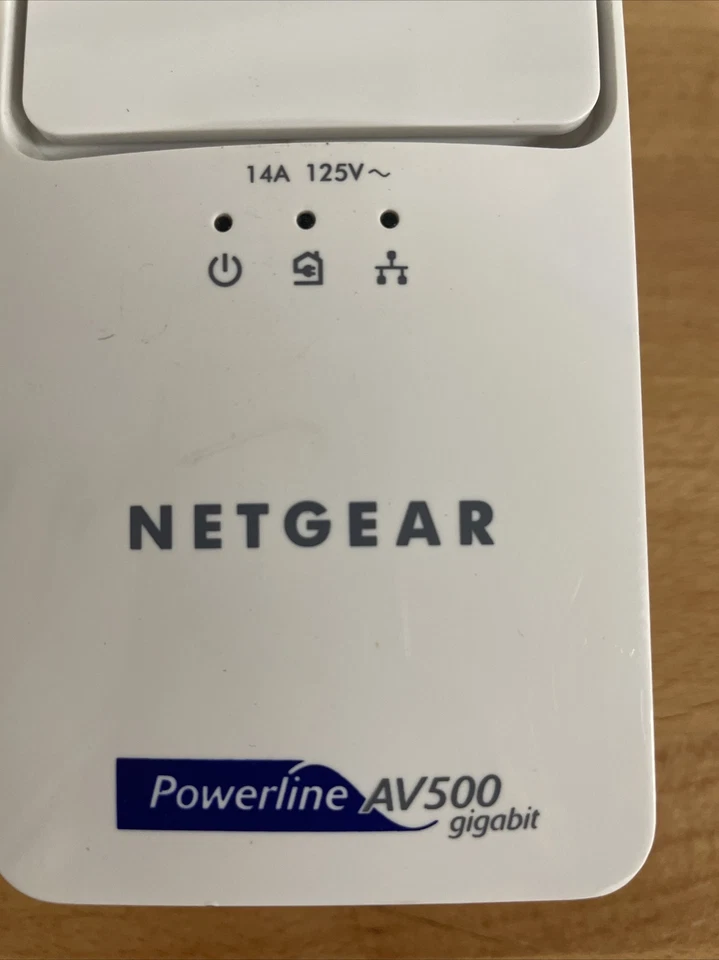 14A 125V～
NETGEAR
Powerline AV500
gigabit